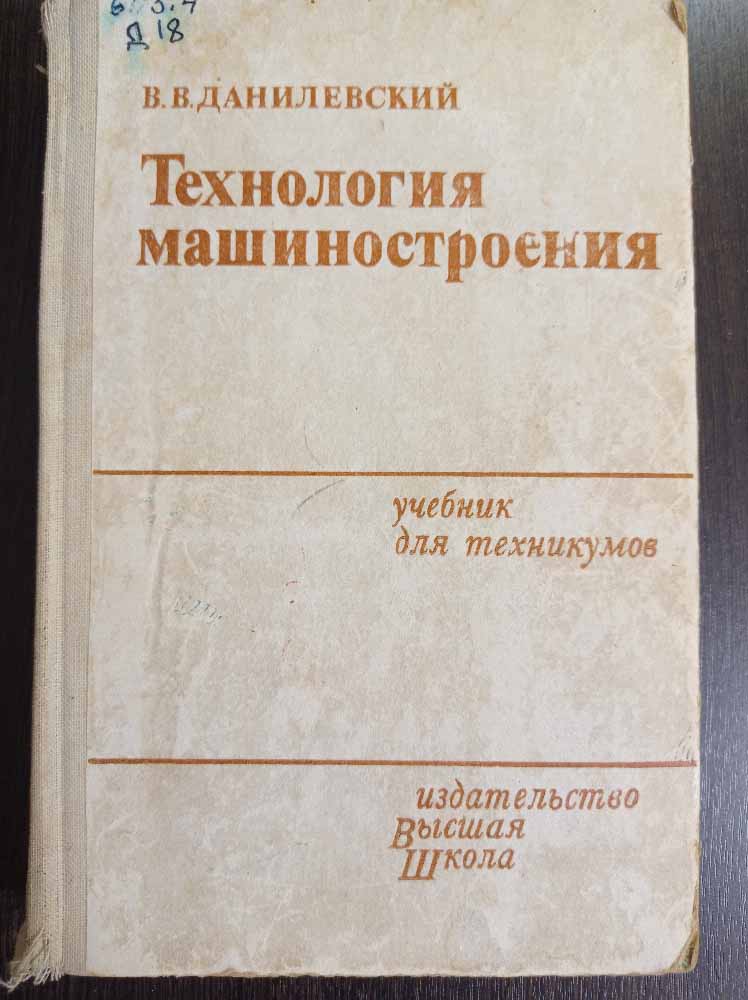 Д 18
В. В. ДАНИЛЕВСКИЙ
Технология
машиностроения
учебник
для техникумов
издательство
Высшая
Школа